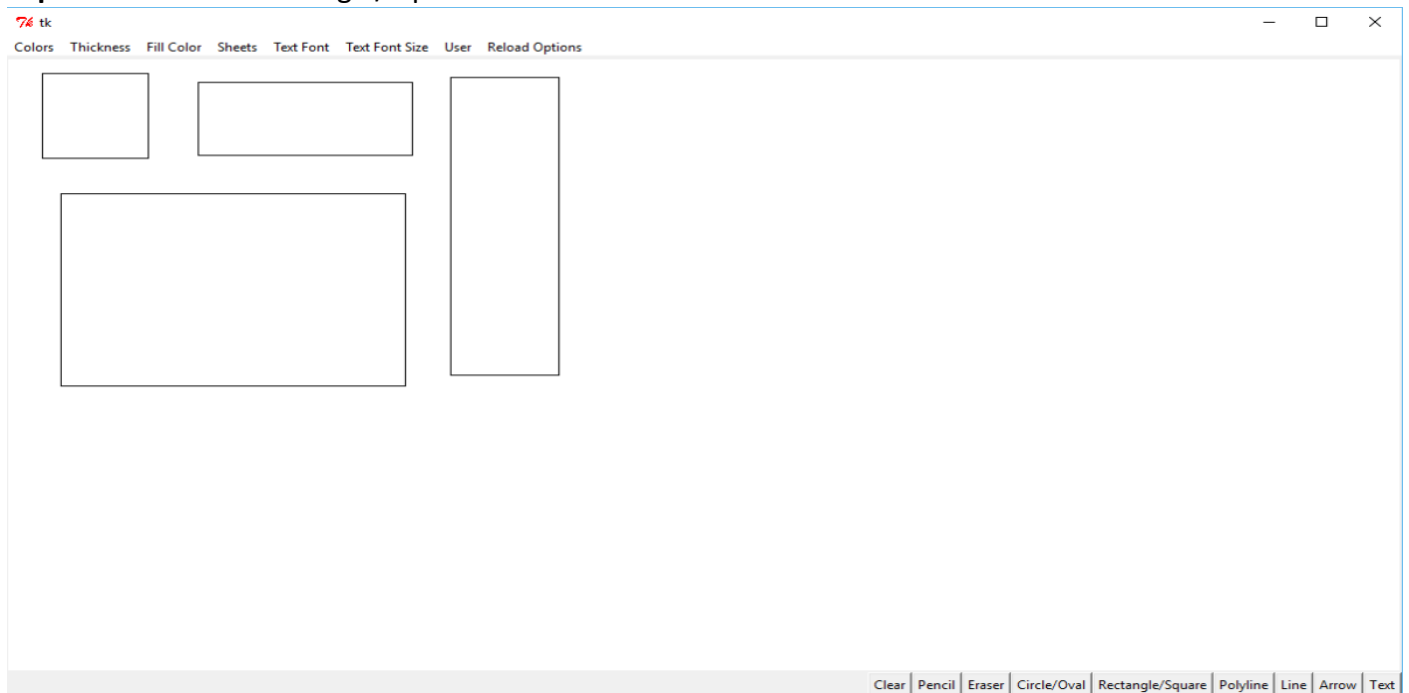 tk
Colors Thickness Fill Color Sheets Text Font Text Font Size User Reload Options
Clear Pencil Eraser Circle/Oval Rectangle/Square Polyline Line Arrow Text